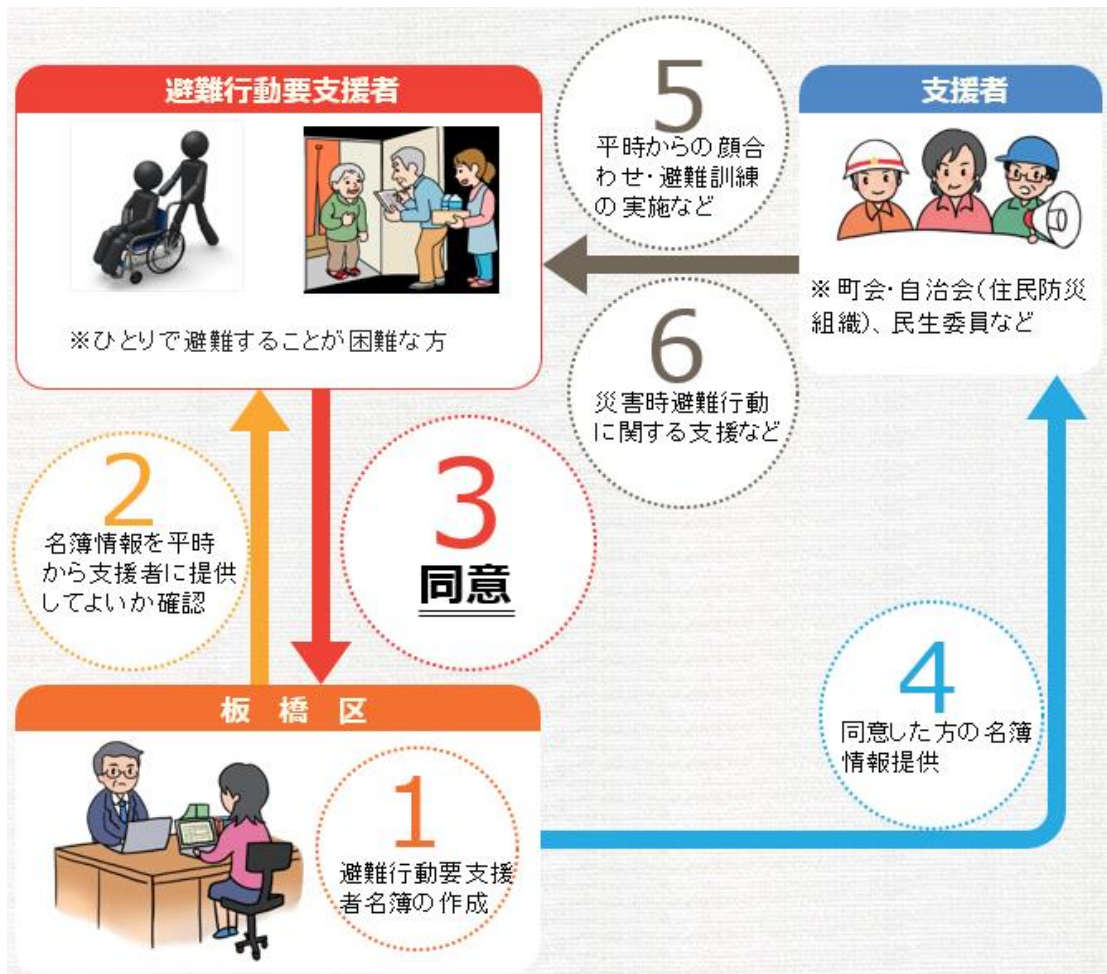 避難行動要支援者
※ひとりで避難することが困難な方
5
平時からの顔合
わせ・避難訓練
の実施など
支援者
※町会・自治会(住民防災
組織)、民生委員など
6
災害時避難行動
に関する支援など
2
名簿情報を平時
から支援者に提供
してよいか確認
3
同意
4
同意した方の名簿
情報提供
板橋区
1
避難行動要支援
者名簿の作成